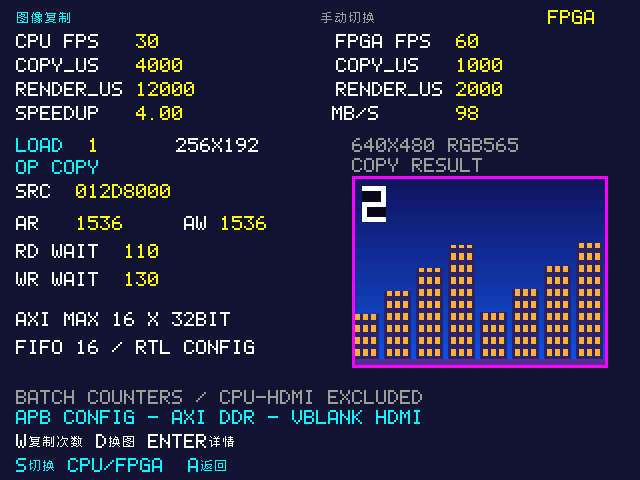 图像复制 手动切换 FPGA
CPU FPS 30 FPGA FPS 60
COPY_US 4000 COPY_US 1000
RENDER_US 12000 RENDER_US 2000
SPEEDUP 4.00 MB/S 98
LOAD 1 256X192 640X480 RGB565
OP COPY COPY RESULT
SRC 012D8000
2
AR 1536 AW 1536
RD WAIT 110
WR WAIT 130
AXI MAX 16 X 32BIT
FIFO 16 / RTL CONFIG
BATCH COUNTERS / CPU-HDMI EXCLUDED
APB CONFIG - AXI DDR - VBLANK HDMI
W复制次数 D换图 ENTER详情
S切换 CPU/FPGA A返回